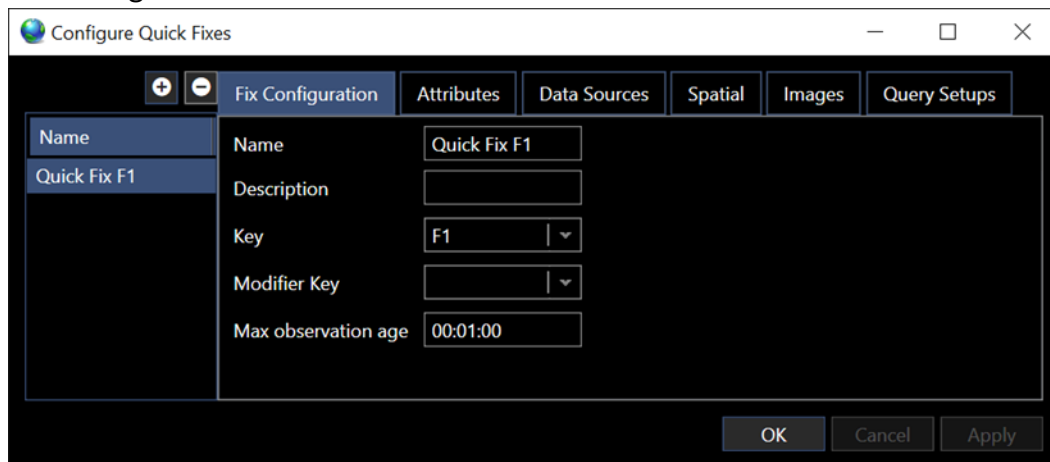 Configure Quick Fixes
Fix Configuration Attributes Data Sources Spatial Images Query Setups
Name
Quick Fix F1
Name Quick Fix F1
Description
Key F1
Modifier Key
Max observation age 00:01:00
OK Cancel Apply